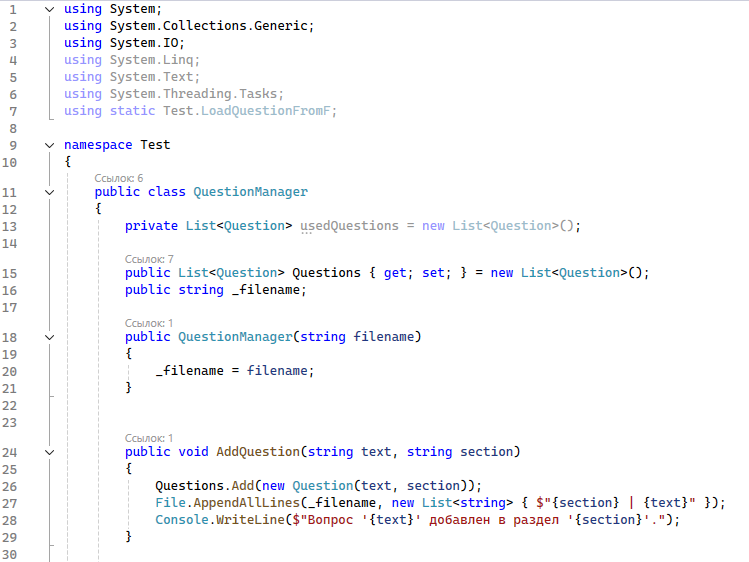 1 using System;
2 using System.Collections.Generic;
3 using System.IO;
4 using System.Linq;
5 using System.Text;
6 using System.Threading.Tasks;
7 using static Test.LoadQuestionFromF;
8
9 namespace Test
10 {
Ссылок: 6
11 public class QuestionManager
12 {
13 private List<Question> usedQuestions = new List<Question>();
14
Ссылок: 7
15 public List<Question> Questions { get; set; } = new List<Question>();
16 public string _filename;
17
Ссылок: 1
18 public QuestionManager(string filename)
19 {
20 _filename = filename;
21 }
22
23
Ссылок: 1
24 public void AddQuestion(string text, string section)
25 {
26 Questions.Add(new Question(text, section));
27 File.AppendAllLines(_filename, new List<string> { $"{section} | {text}" });
28 Console.WriteLine($"Вопрос '{text}' добавлен в раздел '{section}'.");
29 }
30